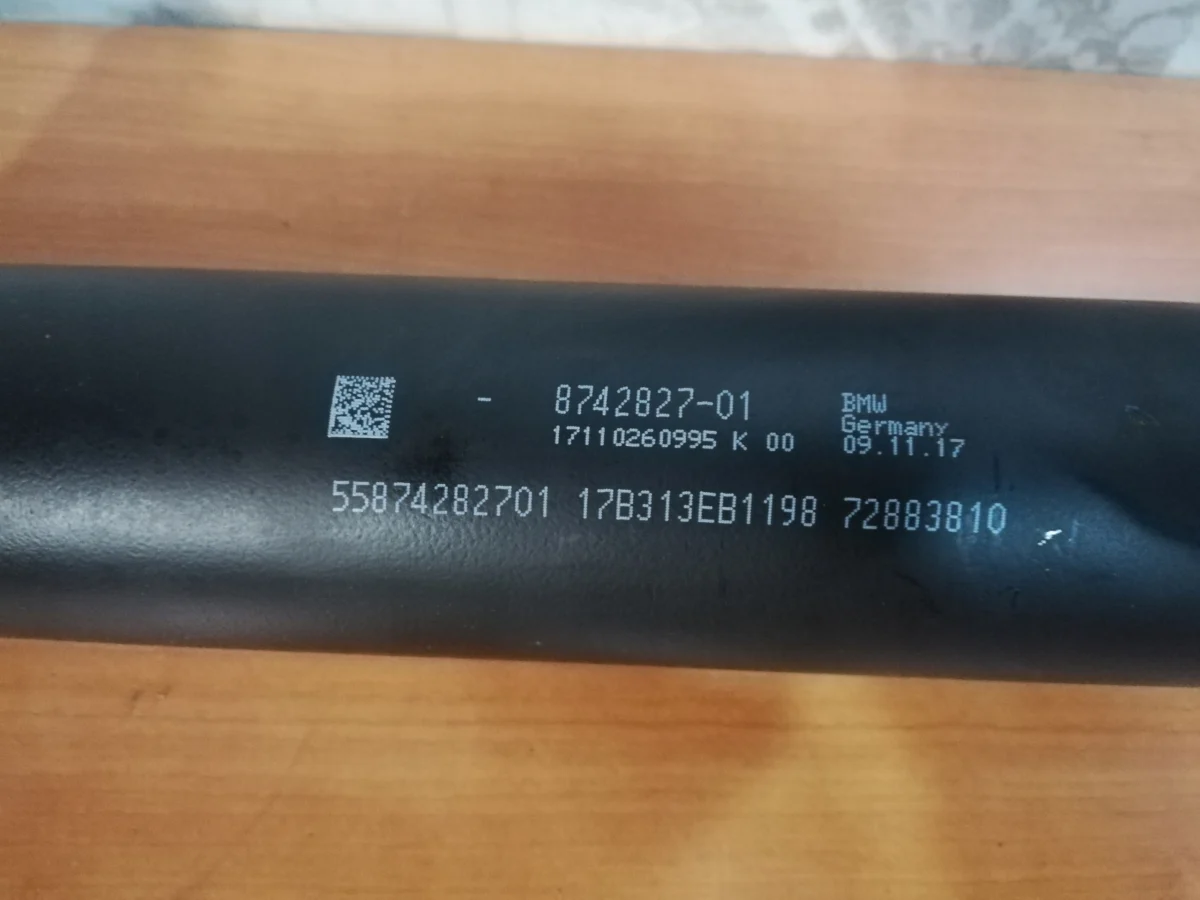 - 8742827-01
17110260995 K 00
BMW
Germany
09.11.17
55874282701 17B313EB1198 72883810